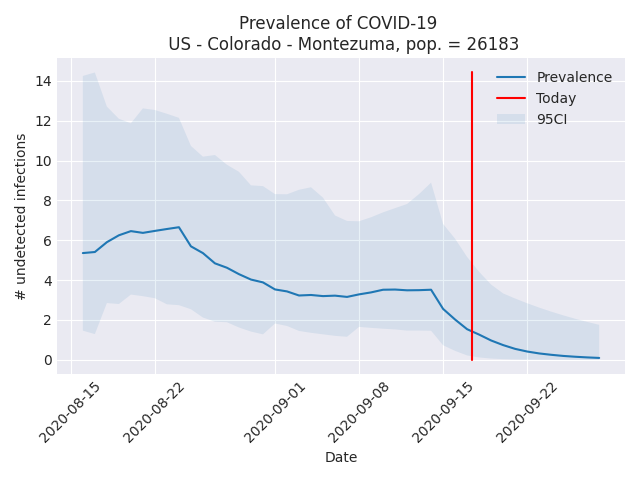 Prevalence of COVID-19
US - Colorado - Montezuma, pop. = 26183
14
12
10
8
6
4
2
0
# undetected infections
Prevalence
Today
95CI
2020-08-15
2020-08-22
2020-09-01
2020-09-08
2020-09-15
2020-09-22
Date